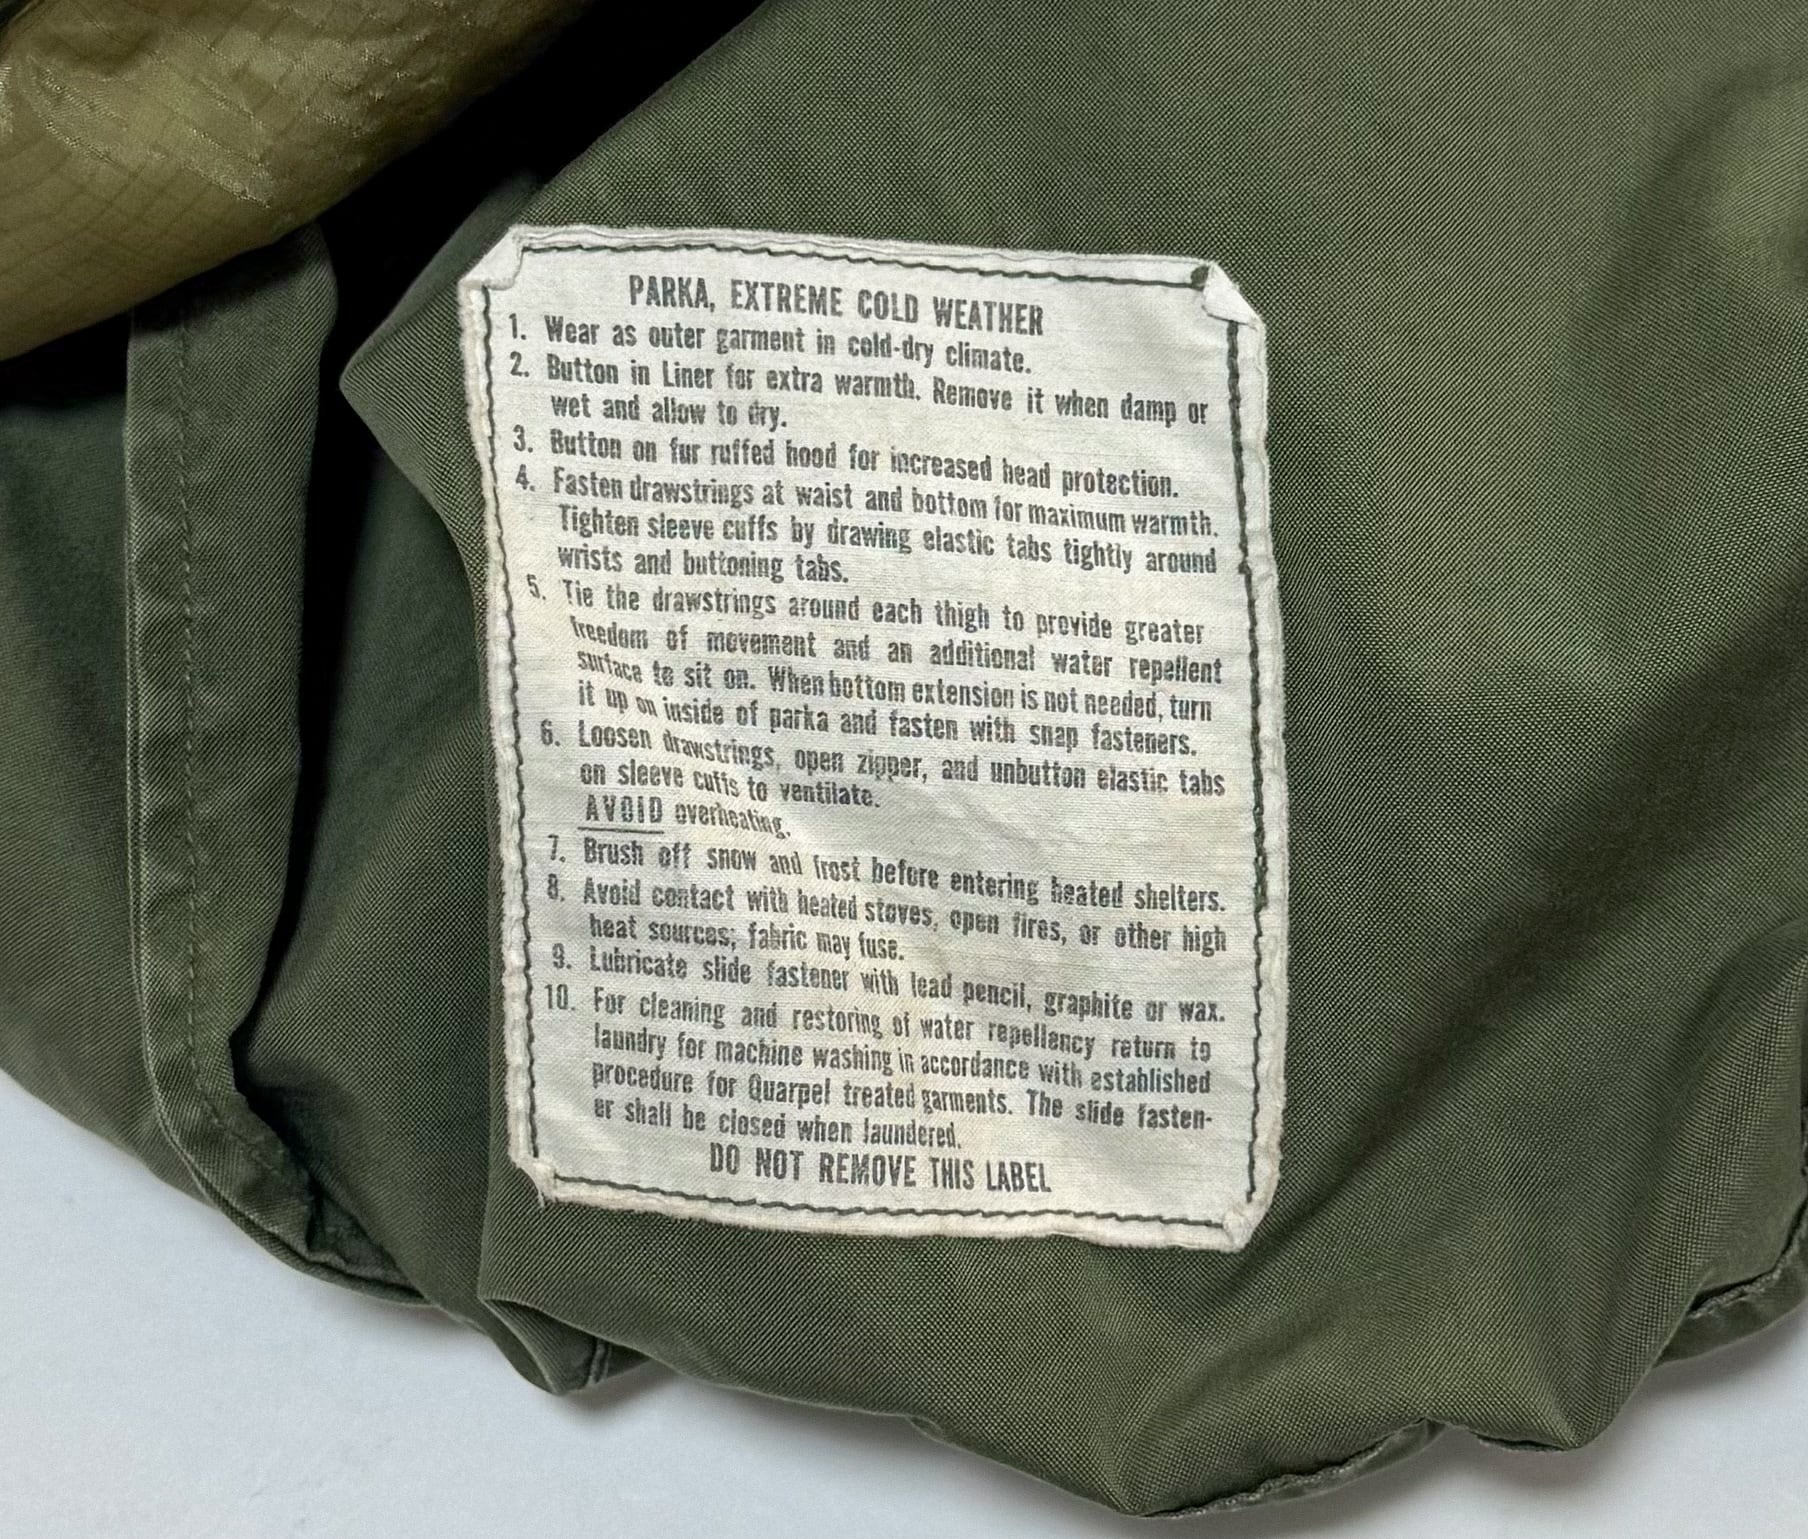 PARKA, EXTREME COLD WEATHER
1. Wear as outer garment in cold-dry climate.
2. Button in Liner for extra warmth. Remove it when damp or
wet and allow to dry.
3. Button on fur ruffed hood for increased head protection.
4. Fasten drawstrings at waist and bottom for maximum warmth.
Tighten sleeve cuffs by drawing elastic tabs tightly around
wrists and buttoning tabs.
5. Tie the drawstrings around each thigh to provide greater
freedom of movement and an additional water repellent
surface to sit on. When bottom extension is not needed, turn
it up on inside of parka and fasten with snap fasteners.
6. Loosen drawstrings, open zipper, and unbutton elastic tabs
on sleeve cuffs to ventilate.
AVOID overheating.
7. Brush off snow and frost before entering heated shelters.
8. Avoid contact with heated stoves, open fires, or other high
heat sources; fabric may fuse.
9. Lubricate slide fastener with lead pencil, graphite or wax.
10. For cleaning and restoring of water repellency return to
laundry for machine washing in accordance with established
procedure for Quarpel treated garments. The slide fasten-
er shall be closed when laundered.
DO NOT REMOVE THIS LABEL